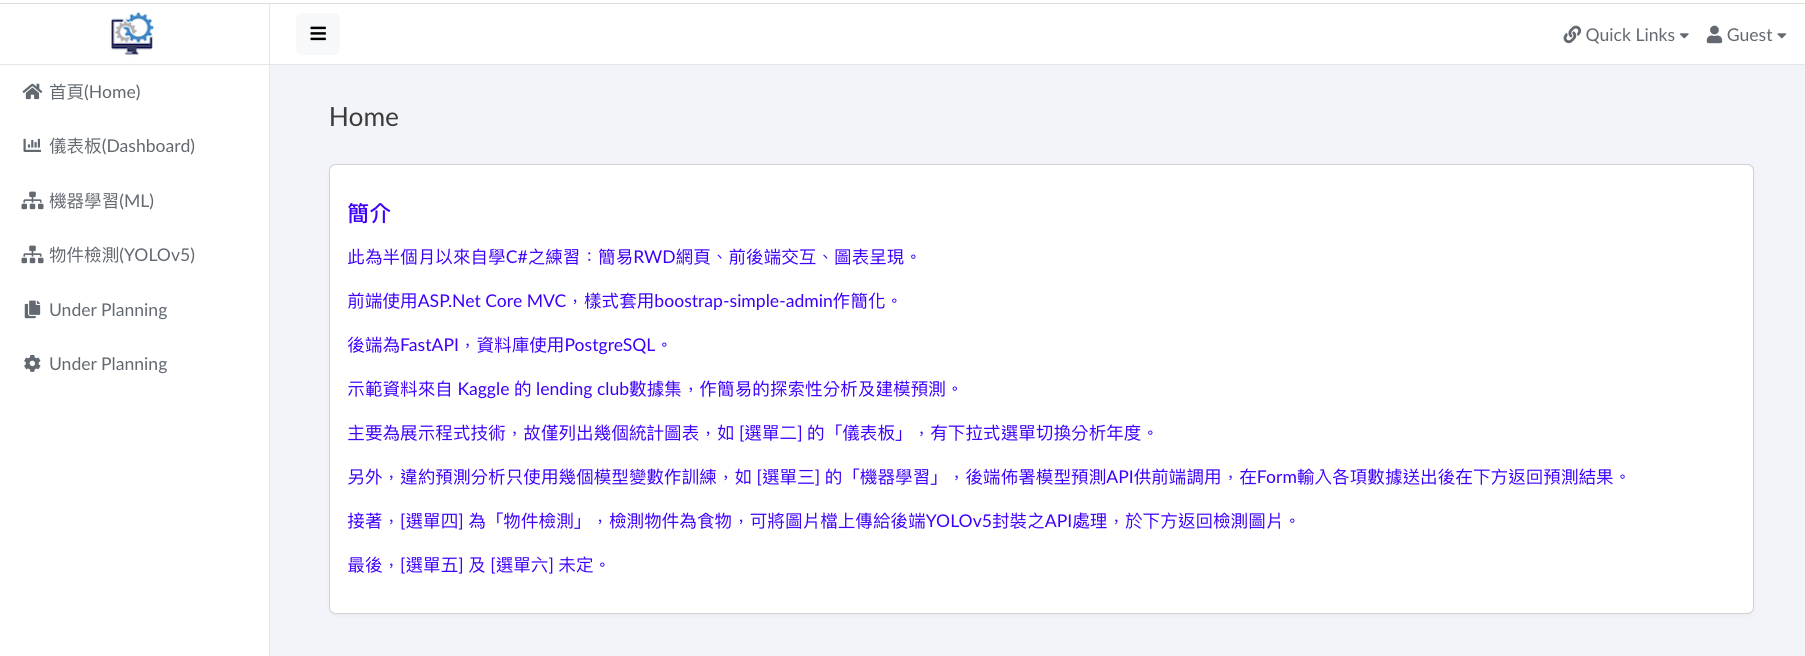 Quick Links
Guest
首頁(Home)
儀表板(Dashboard)
機器學習(ML)
物件檢測(YOLOv5)
Under Planning
Under Planning
Home
簡介
此為半個月以來自學C#之練習：簡易RWD網頁、前後端交互、圖表呈現。
前端使用ASP.Net Core MVC，樣式套用boostrap-simple-admin作簡化。
後端為FastAPI，資料庫使用PostgreSQL。
示範資料來自 Kaggle 的 lending club數據集，作簡易的探索性分析及建模預測。
主要為展示程式技術，故僅列出幾個統計圖表，如 [選單二] 的「儀表板」，有下拉式選單切換分析年度。
另外，違約預測分析只使用幾個模型變數作訓練，如 [選單三] 的「機器學習」，後端佈署模型預測API供前端調用，在Form輸入各項數據送出後在下方返回預測結果。
接著，[選單四] 為「物件檢測」，檢測物件為食物，可將圖片檔上傳給後端YOLOv5封裝之API處理，於下方返回檢測圖片。
最後，[選單五] 及 [選單六] 未定。